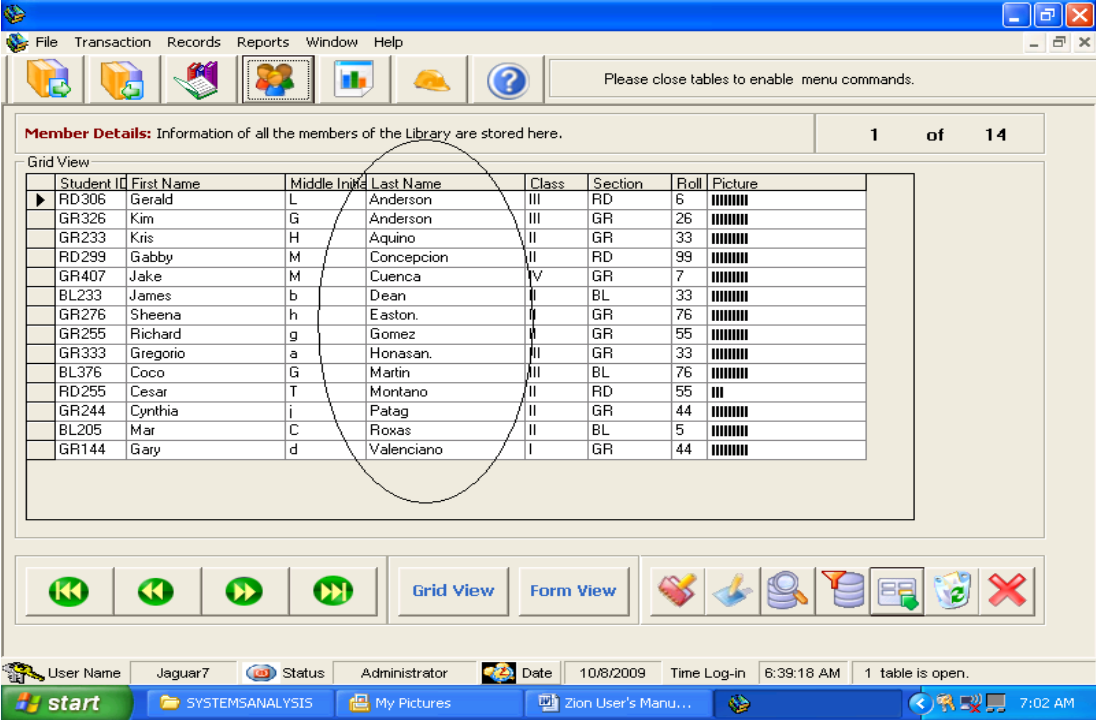 File Transaction Records Reports Window Help
Please close tables to enable menu commands.
Member Details: Information of all the members of the Library are stored here.
1 of 14
Grid View
Student ID First Name Middle Initia Last Name Class Section Roll Picture
RD306 Gerald L Anderson III RD 6
GR326 Kim G Anderson III GR 26
GR233 Kris H Aquino II GR 33
RD299 Gabby M Concepcion II RD 99
GR407 Jake M Cuenca IV GR 7
BL233 James b Dean II BL 33
GR276 Sheena h Easton. II GR 76
GR255 Richard g Gomez II GR 55
GR333 Gregorio a Honasan. III GR 33
BL376 Coco G Martin III BL 76
RD255 Cesar T Montano II RD 55
GR244 Cynthia j Patag II GR 44
BL205 Mar C Roxas II BL 5
GR144 Gary d Valenciano I GR 44
Grid View Form View
User Name Jaguar7 Status Administrator Date 10/8/2009 Time Log-in 6:39:18 AM 1 table is open.
start SYSTEMSANALYSIS My Pictures Zion User's Manu... 7:02 AM